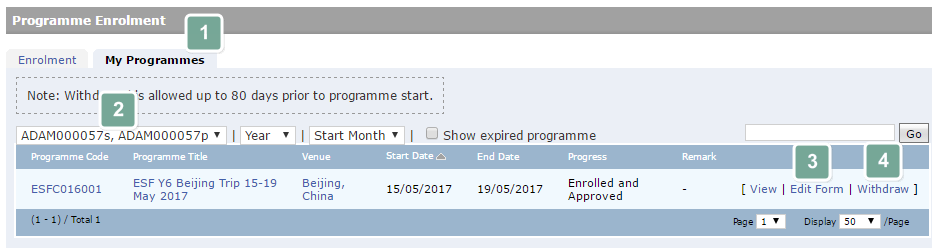 Programme Enrolment
1
Enrolment My Programmes
Note: Withd is allowed up to 80 days prior to programme start.
2
ADAM000057s, ADAM000057p | Year | Start Month | Show expired programme Go
3 4
Programme Code Programme Title Venue Start Date End Date Progress Remark
ESFC016001 ESF Y6 Beijing Trip 15-19 May 2017 Beijing, China 15/05/2017 19/05/2017 Enrolled and Approved - [ View | Edit Form | Withdraw ]
(1 - 1) / Total 1 Page 1 Display 50 /Page